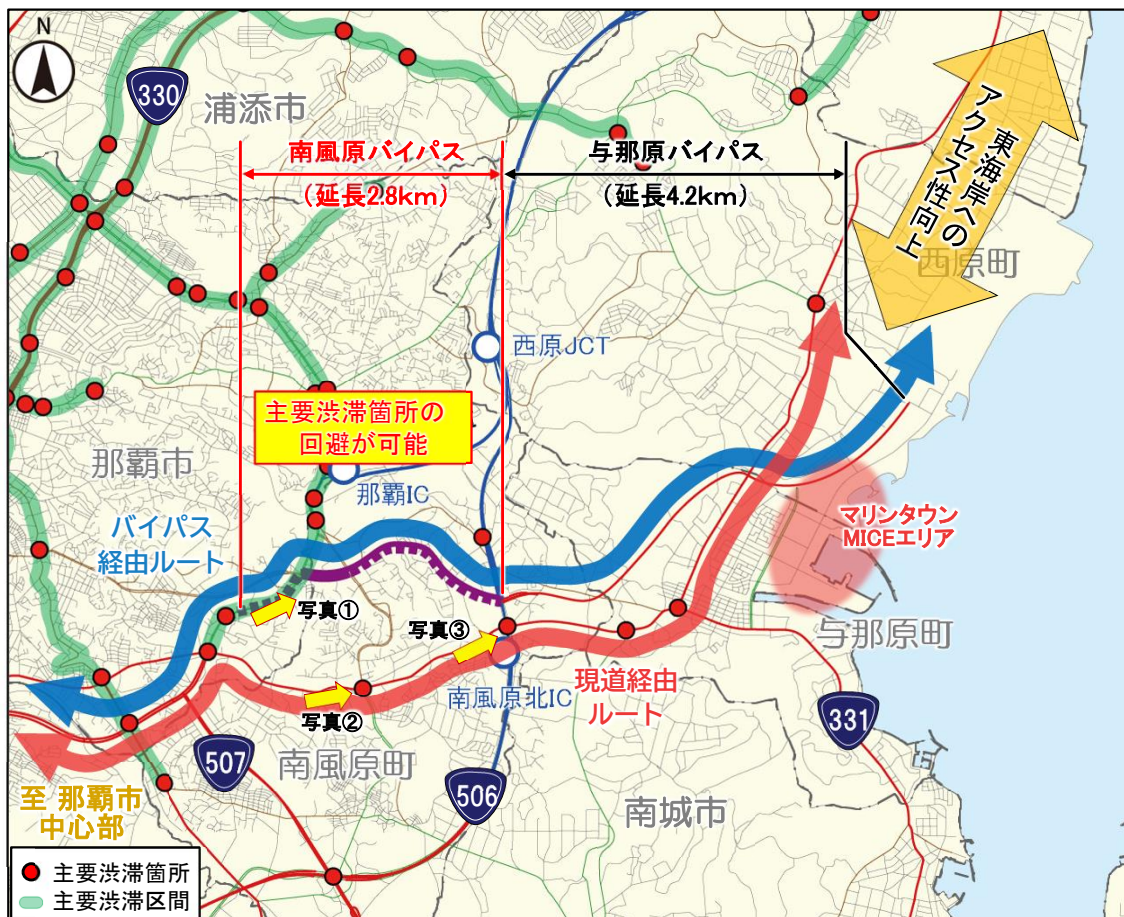 N
330
浦添市
南風原バイパス
(延長2.8km)
与那原バイパス
(延長4.2km)
東海岸への
アクセス性向上
西原町
西原JCT
主要渋滞箇所の
回避が可能
那覇市
那覇IC
バイパス
経由ルート
マリンタウン
MICEエリア
写真①
写真③
与那原町
南風原北IC
現道経由
ルート
写真②
331
507
南風原町
506
南城市
至 那覇市
中心部
主要渋滞箇所
主要渋滞区間